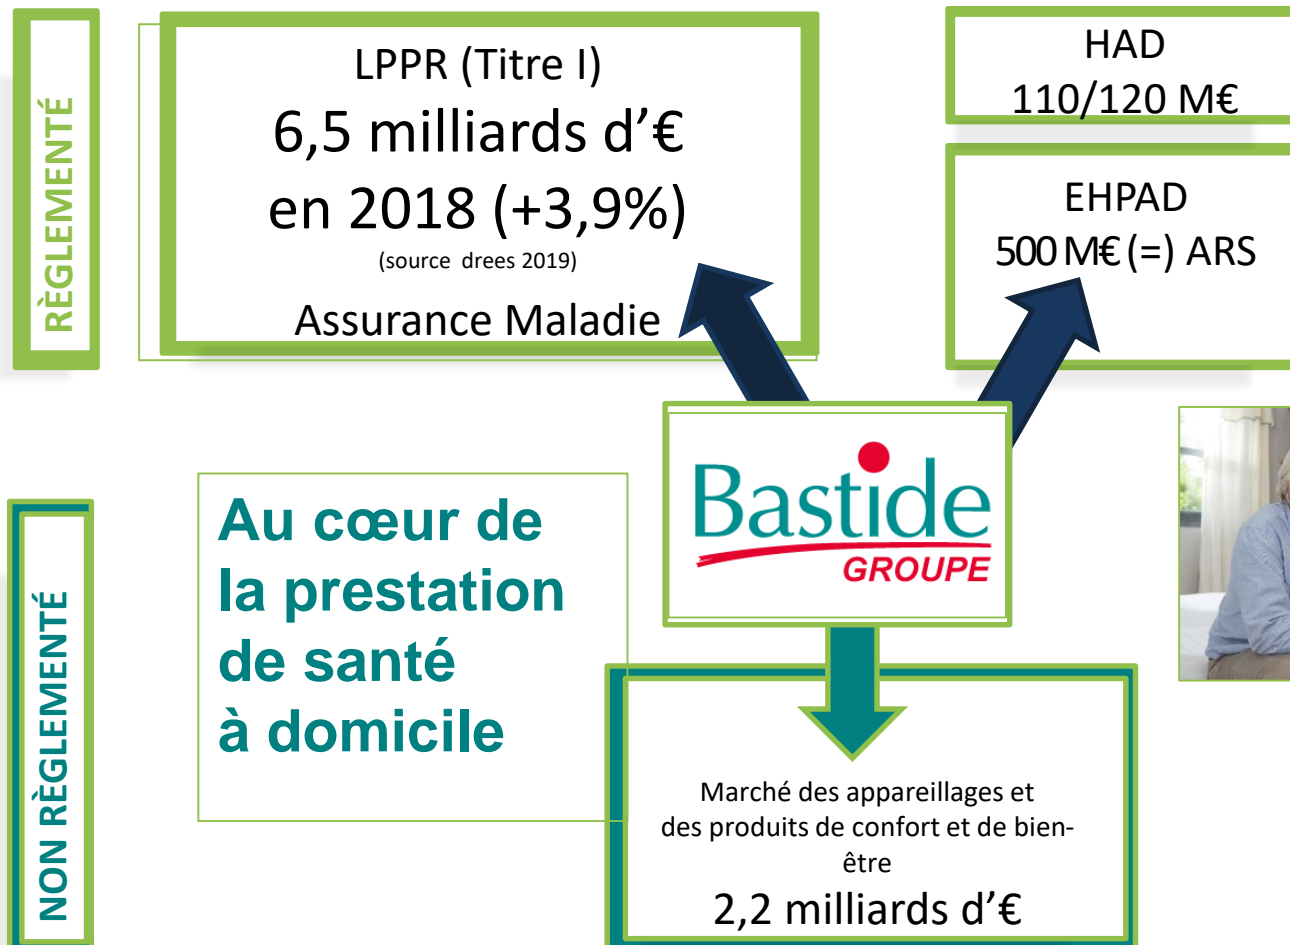 RÈGLEMENTÉ
LPPR (Titre I)
6,5 milliards d’€
en 2018 (+3,9%)
(source drees 2019)
Assurance Maladie
HAD
110/120 M€
EHPAD
500 M€ (=) ARS
Bastide
GROUPE
Au cœur de
la prestation
de santé
à domicile
NON RÈGLEMENTÉ
Marché des appareillages et
des produits de confort et de bien-
être
2,2 milliards d’€